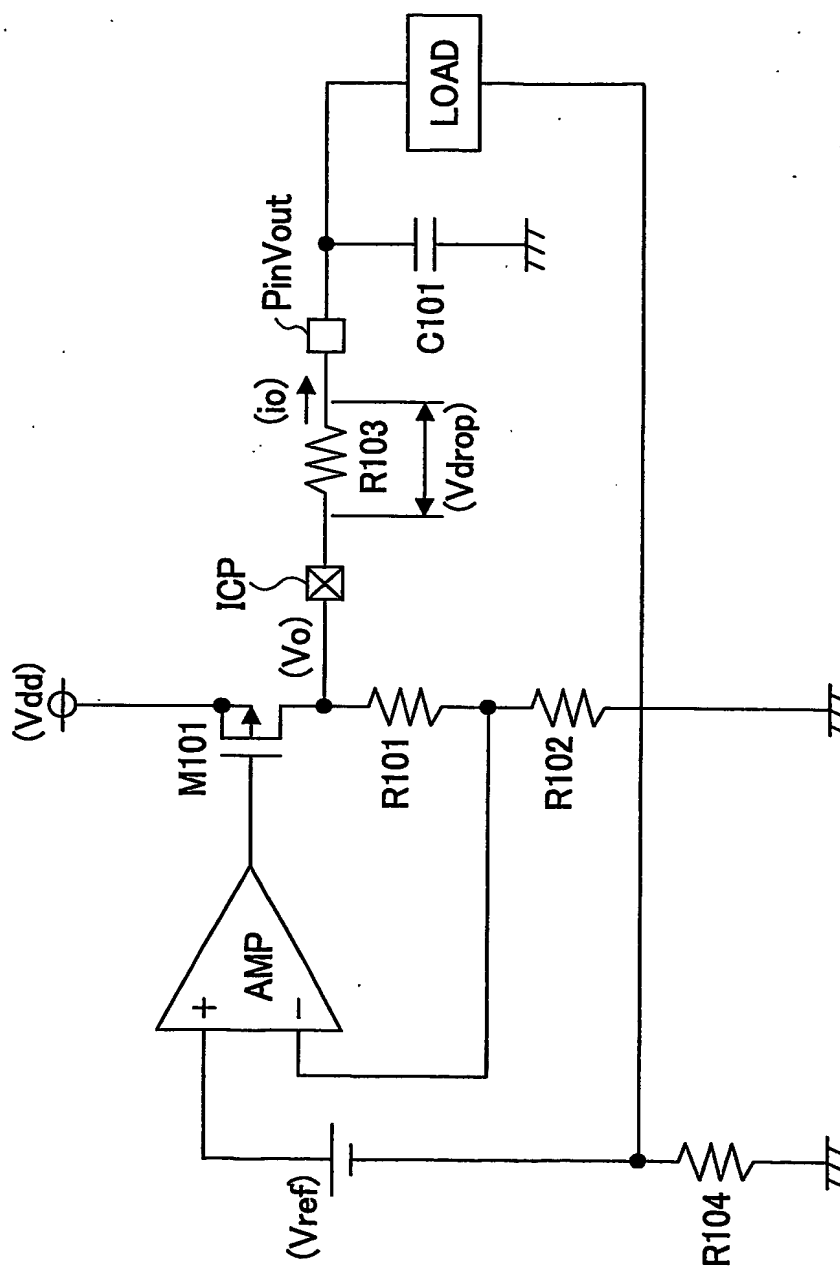 (Vdd)
M101
AMP
+
−
(Vref)
(Vo)
ICP
R101
R102
R103
(io)
(Vdrop)
PinVout
C101
LOAD
R104